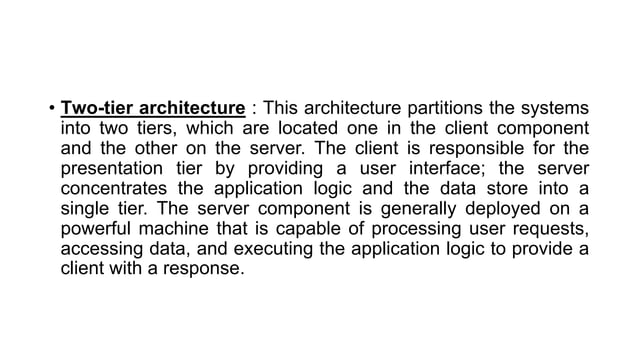 • Two-tier architecture : This architecture partitions the systems
into two tiers, which are located one in the client component
and the other on the server. The client is responsible for the
presentation tier by providing a user interface; the server
concentrates the application logic and the data store into a
single tier. The server component is generally deployed on a
powerful machine that is capable of processing user requests,
accessing data, and executing the application logic to provide a
client with a response.